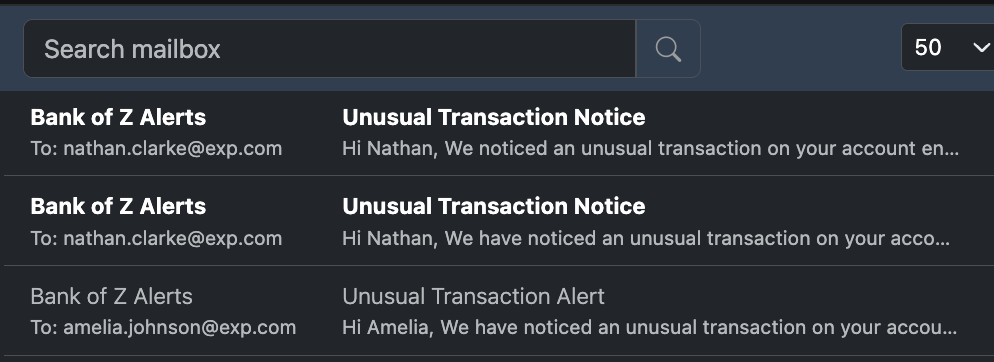 Search mailbox
50
Bank of Z Alerts
Unusual Transaction Notice
To: nathan.clarke@exp.com
Hi Nathan, We noticed an unusual transaction on your account en...
Bank of Z Alerts
Unusual Transaction Notice
To: nathan.clarke@exp.com
Hi Nathan, We have noticed an unusual transaction on your acco...
Bank of Z Alerts
Unusual Transaction Alert
To: amelia.johnson@exp.com
Hi Amelia, We have noticed an unusual transaction on your accou...